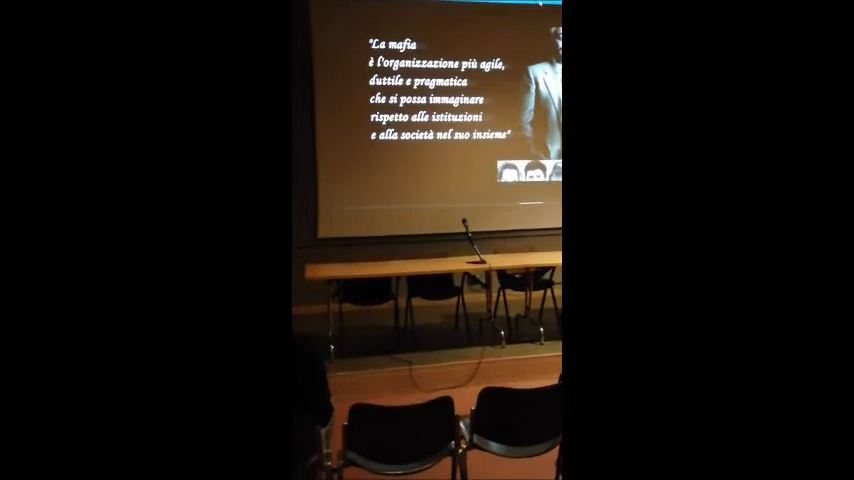 "La mafia
è l'organizzazione più agile,
duttile e pragmatica
che si possa immaginare
rispetto alle istituzioni
e alla società nel suo insieme"